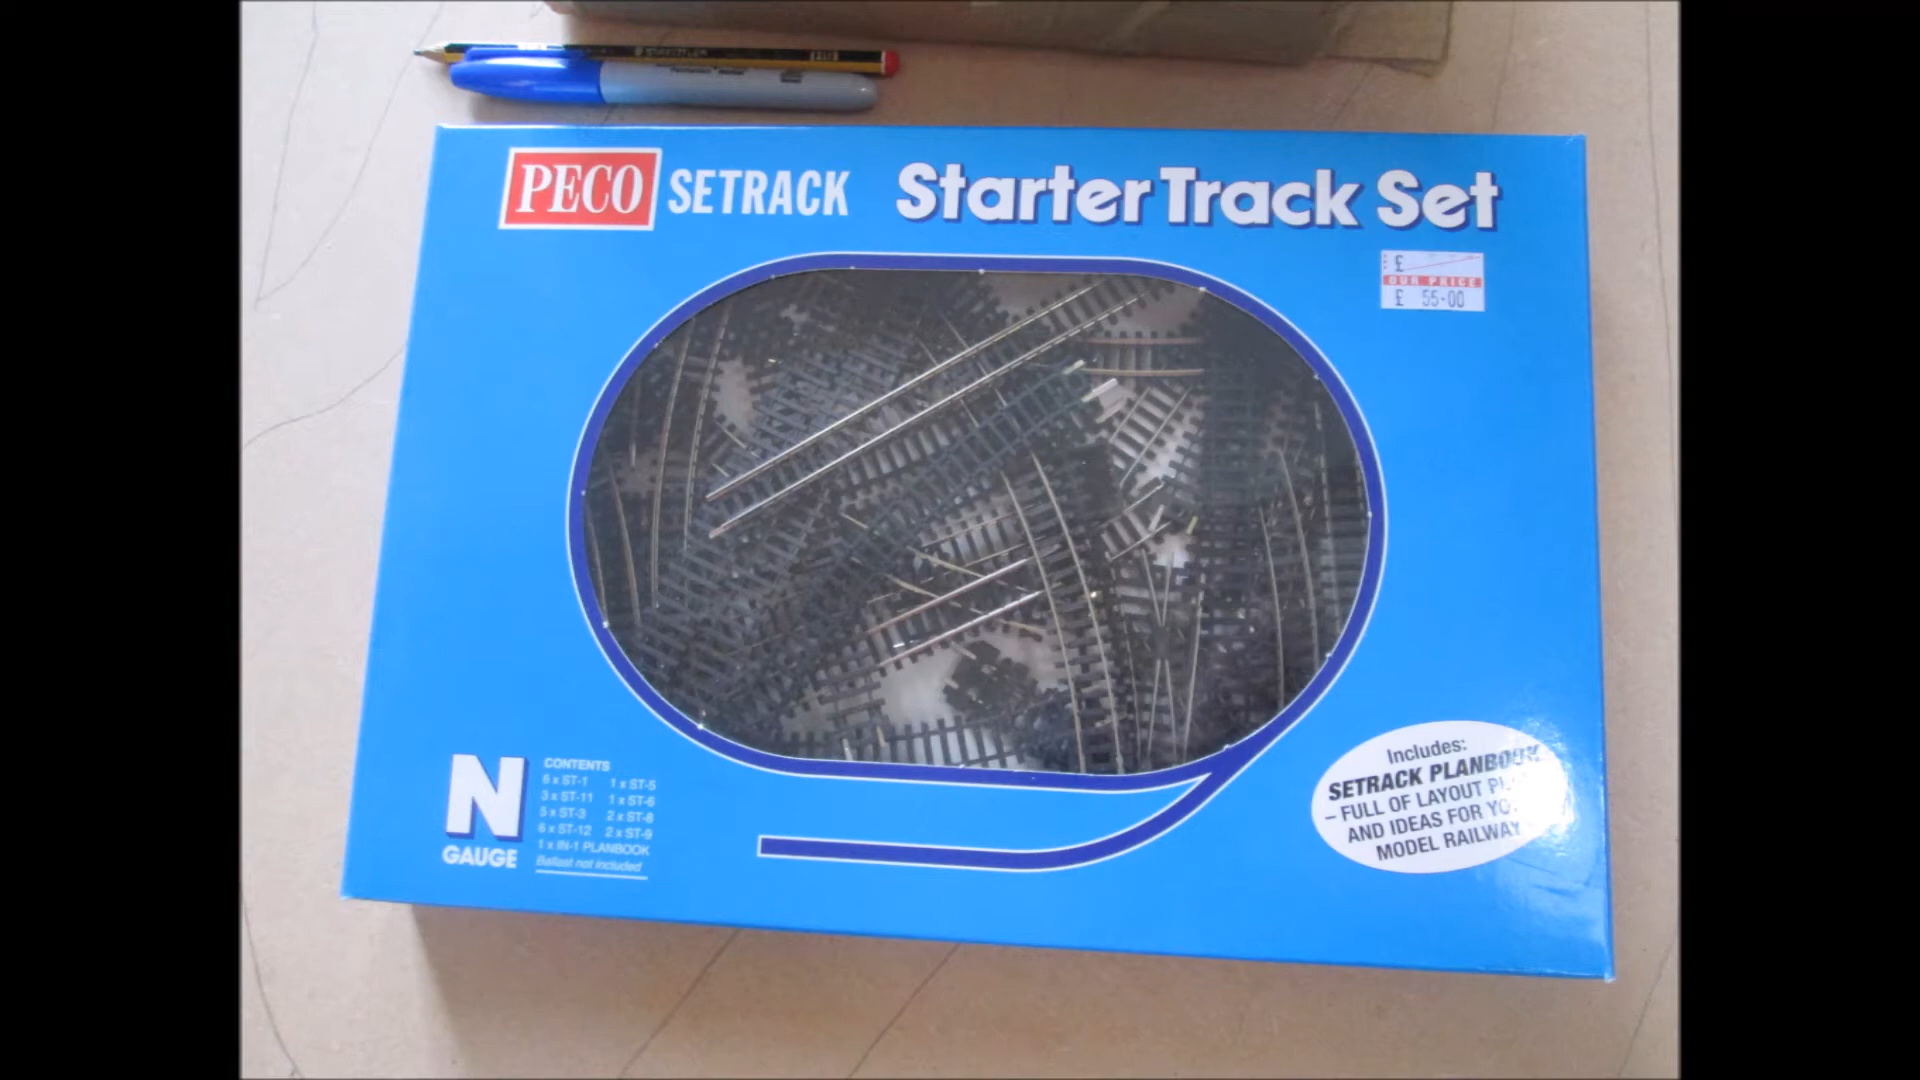 STAEDTLER
Permanent Marker
PECO SETRACK Starter Track Set
£
OUR PRICE
£ 55-00
N
GAUGE
CONTENTS
6 x ST-1 1 x ST-5
3 x ST-11 1 x ST-6
5 x ST-3 2 x ST-8
6 x ST-12 2 x ST-9
1 x IN-1 PLANBOOK
Ballast not included
Includes:
SETRACK PLANBOOK
– FULL OF LAYOUT
AND IDEAS FOR
MODEL RAILWAY